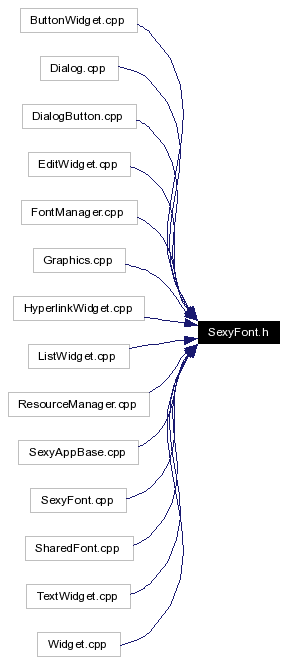 ButtonWidget.cpp
Dialog.cpp
DialogButton.cpp
EditWidget.cpp
FontManager.cpp
Graphics.cpp
HyperlinkWidget.cpp
SexyFont.h
ListWidget.cpp
ResourceManager.cpp
SexyAppBase.cpp
SexyFont.cpp
SharedFont.cpp
TextWidget.cpp
Widget.cpp